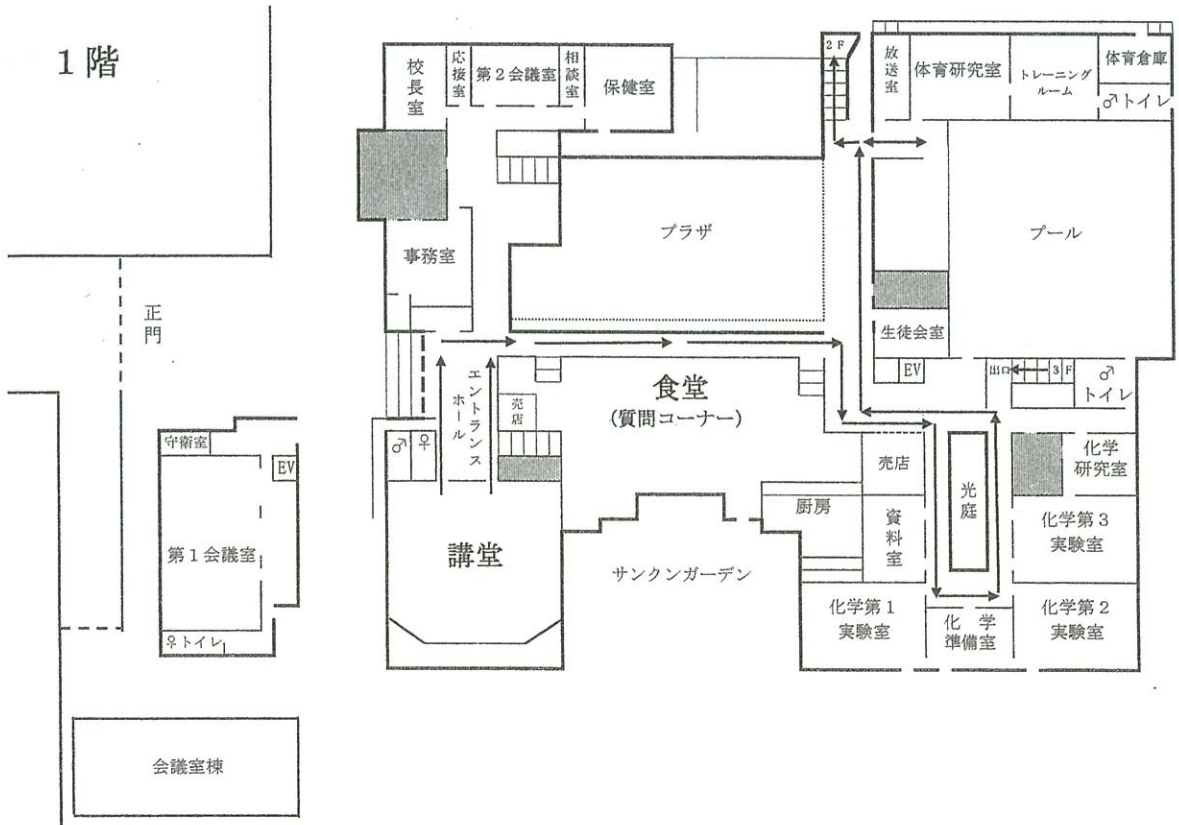 1階
校長室
応接室
第2会議室
相談室
保健室
2F
放送室
体育研究室
トレーニング
ルーム
体育倉庫
♂トイレ
プラザ
プール
事務室
正門
生徒会室
EV
出口
3F
♂
トイレ
エントランス
ホール
売店
食堂
(質問コーナー)
♂
♀
守衛室
EV
第1会議室
♀トイレ
講堂
サンクンガーデン
厨房
売店
資料室
光庭
化学
研究室
化学第3
実験室
化学第1
実験室
化学
準備室
化学第2
実験室
会議室棟